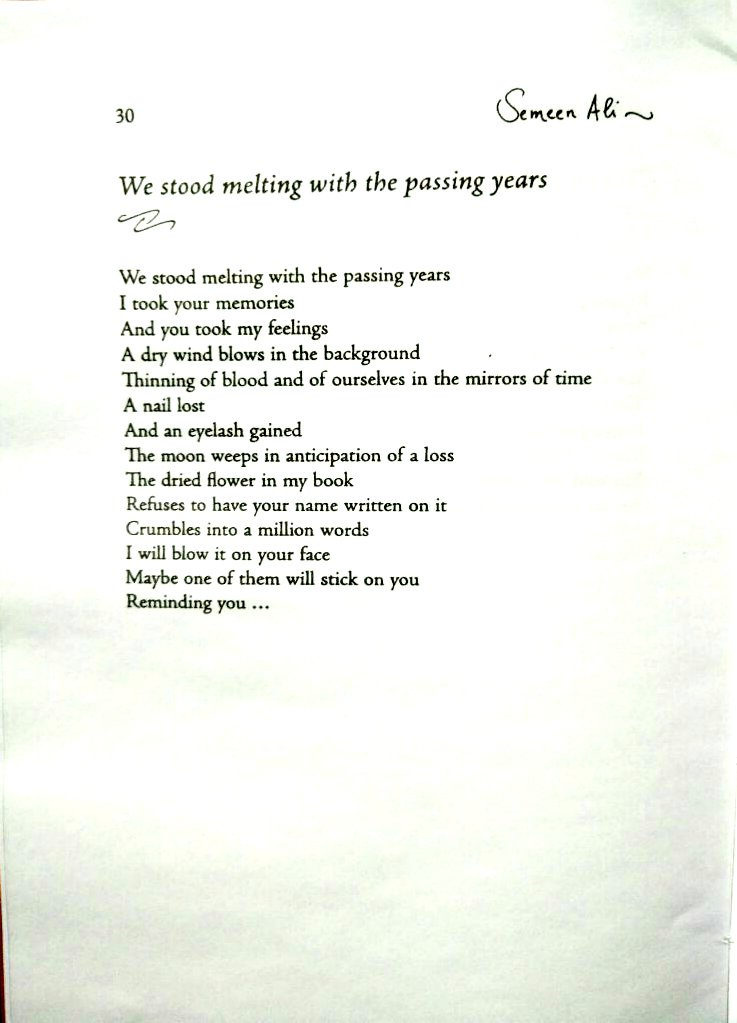 30
Semeen Ali
We stood melting with the passing years
We stood melting with the passing years
I took your memories
And you took my feelings
A dry wind blows in the background
Thinning of blood and of ourselves in the mirrors of time
A nail lost
And an eyelash gained
The moon weeps in anticipation of a loss
The dried flower in my book
Refuses to have your name written on it
Crumbles into a million words
I will blow it on your face
Maybe one of them will stick on you
Reminding you ...